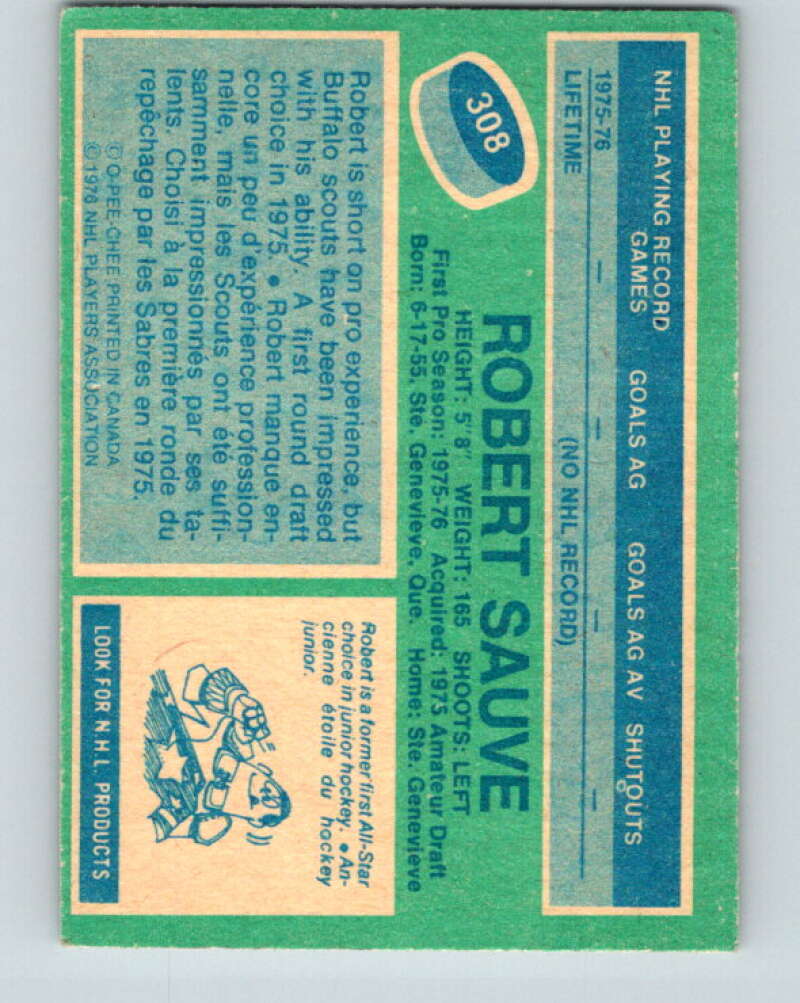 308
NHL PLAYING RECORD
GAMES GOALS AG GOALS AG AV SHUTOUTS
1975-76 — — — —
LIFETIME (NO NHL RECORD)
ROBERT SAUVE
HEIGHT: 5'8" WEIGHT: 165 SHOOTS: LEFT
First Pro Season: 1975-76 Acquired: 1975 Amateur Draft
Born: 6-17-55, Ste. Genevieve, Que. Home: Ste. Genevieve
Robert is short on pro experience, but
Buffalo scouts have been impressed
with his ability. A first round draft
choice in 1975. • Robert manque en-
core un peu d'expérience profession-
nelle, mais les Scouts ont été suffi-
samment impressionnés par ses ta-
lents. Choisi à la première ronde du
repêchage par les Sabres en 1975.
© O-PEE-CHEE PRINTED IN CANADA
© 1976 NHL PLAYERS ASSOCIATION
Robert is a former first All-Star
choice in junior hockey. • An-
cienne étoile du hockey
junior.
LOOK FOR N.H.L. PRODUCTS